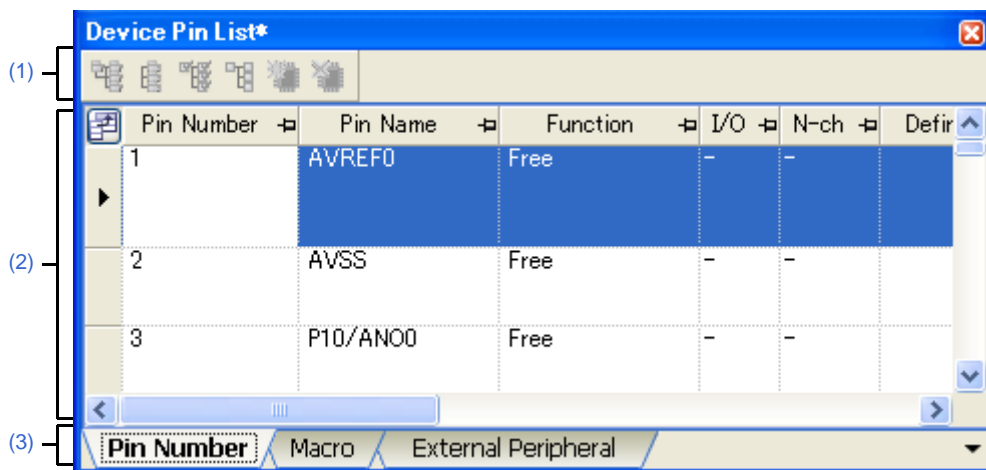 Device Pin List*
(1)
Pin Number Pin Name Function I/O N-ch Defin
(2)
1 AVREF0 Free - -
2 AVSS Free - -
3 P10/ANO0 Free - -
(3)
Pin Number Macro External Peripheral